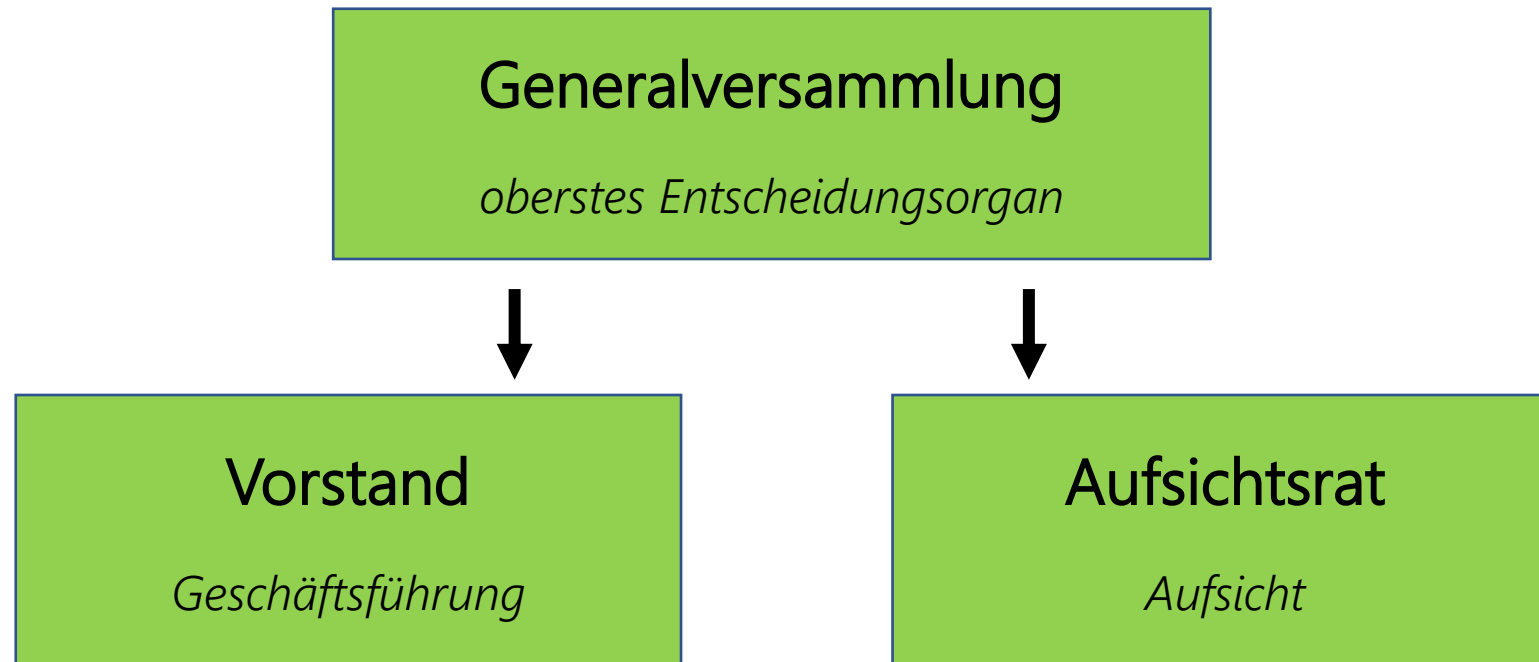 Generalversammlung
oberstes Entscheidungsorgan
Vorstand
Geschäftsführung
Aufsichtsrat
Aufsicht